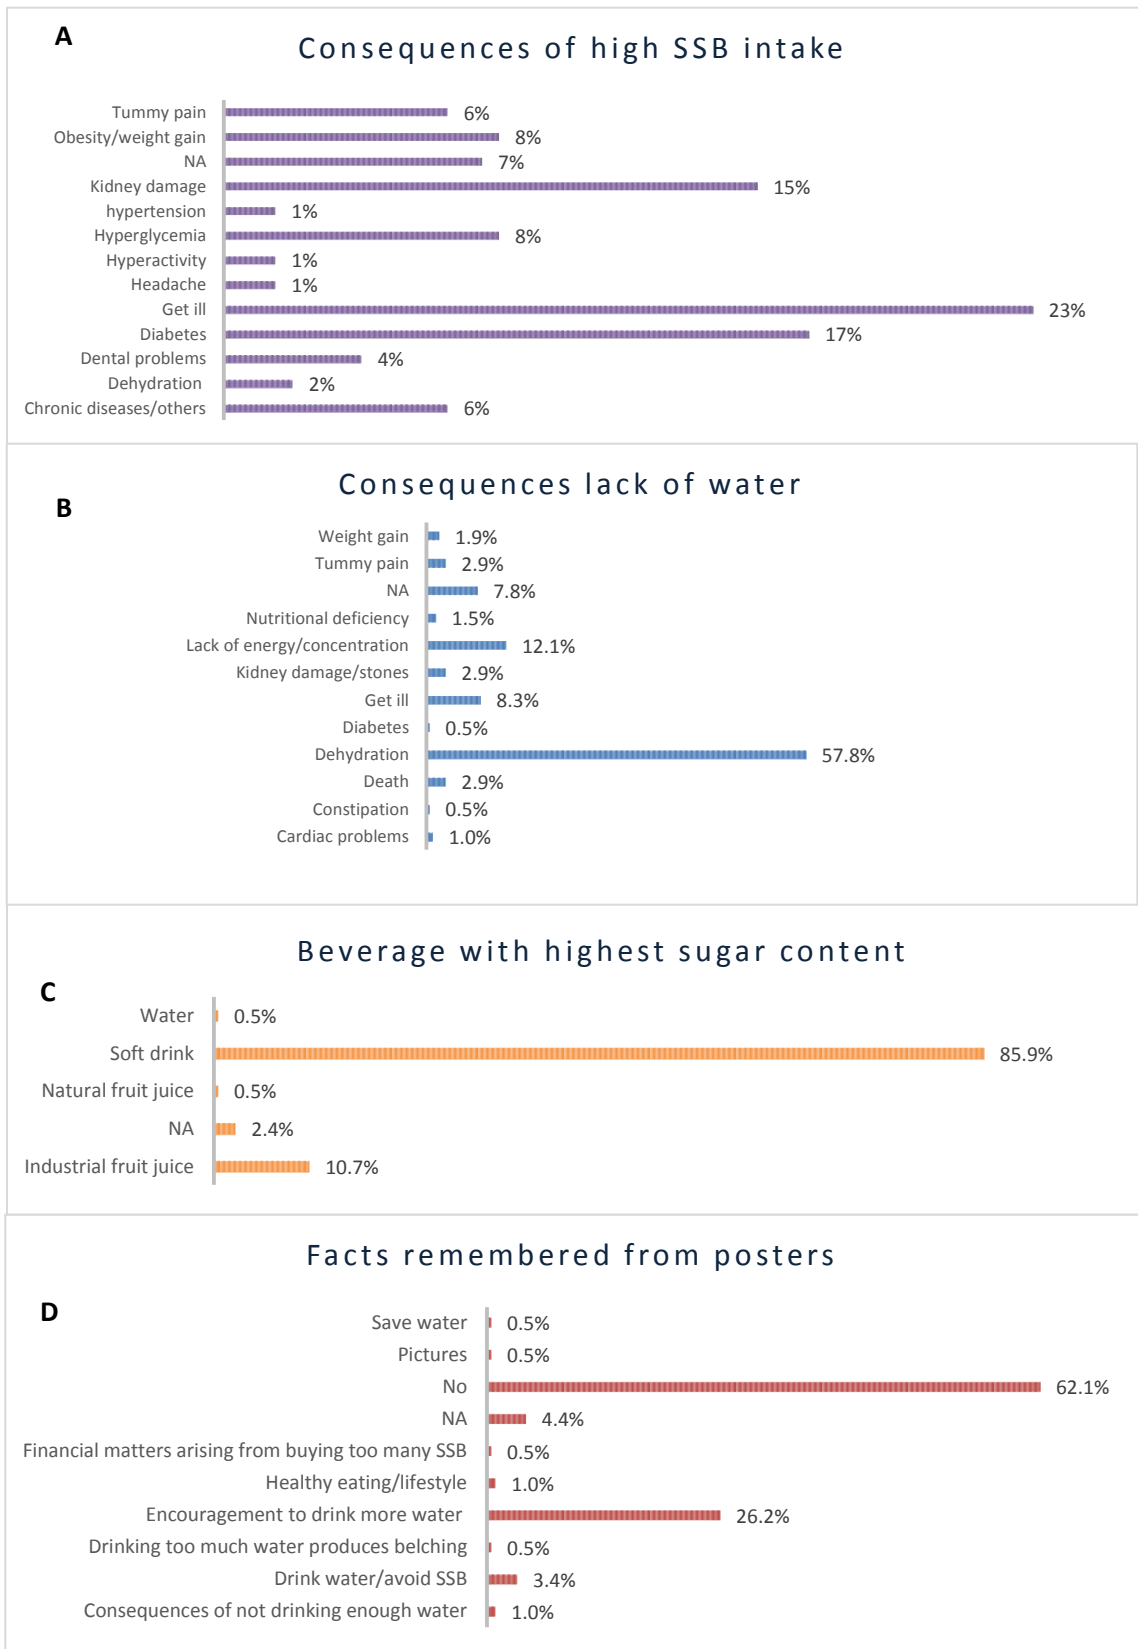 A
Consequences of high SSB intake
Tummy pain 6%
Obesity/weight gain 8%
NA 7%
Kidney damage 15%
hypertension 1%
Hyperglycemia 8%
Hyperactivity 1%
Headache 1%
Get ill 23%
Diabetes 17%
Dental problems 4%
Dehydration 2%
Chronic diseases/others 6%
Consequences lack of water
B
Weight gain 1.9%
Tummy pain 2.9%
NA 7.8%
Nutritional deficiency 1.5%
Lack of energy/concentration 12.1%
Kidney damage/stones 2.9%
Get ill 8.3%
Diabetes 0.5%
Dehydration 57.8%
Death 2.9%
Constipation 0.5%
Cardiac problems 1.0%
Beverage with highest sugar content
C
Water 0.5%
Soft drink 85.9%
Natural fruit juice 0.5%
NA 2.4%
Industrial fruit juice 10.7%
Facts remembered from posters
D
Save water 0.5%
Pictures 0.5%
No 62.1%
NA 4.4%
Financial matters arising from buying too many SSB 0.5%
Healthy eating/lifestyle 1.0%
Encouragement to drink more water 26.2%
Drinking too much water produces belching 0.5%
Drink water/avoid SSB 3.4%
Consequences of not drinking enough water 1.0%